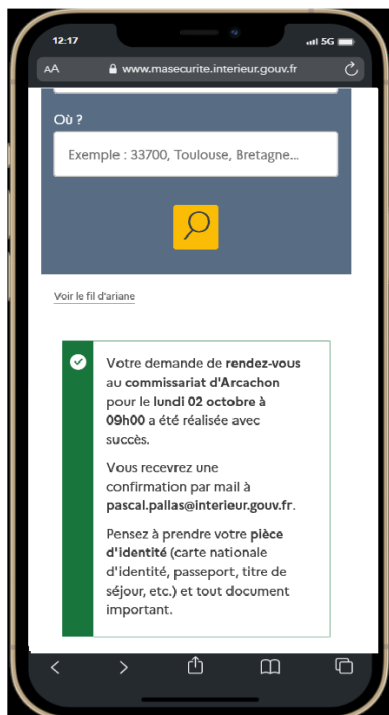 12:17
5G
AA
www.masecurite.interieur.gouv.fr
Où ?
Exemple : 33700, Toulouse, Bretagne...
Voir le fil d'ariane
Votre demande de rendez-vous
au commissariat d'Arcachon
pour le lundi 02 octobre à
09h00 a été réalisée avec
succès.
Vous recevrez une
confirmation par mail à
pascal.pallas@interieur.gouv.fr.
Pensez à prendre votre pièce
d'identité (carte nationale
d'identité, passeport, titre de
séjour, etc.) et tout document
important.